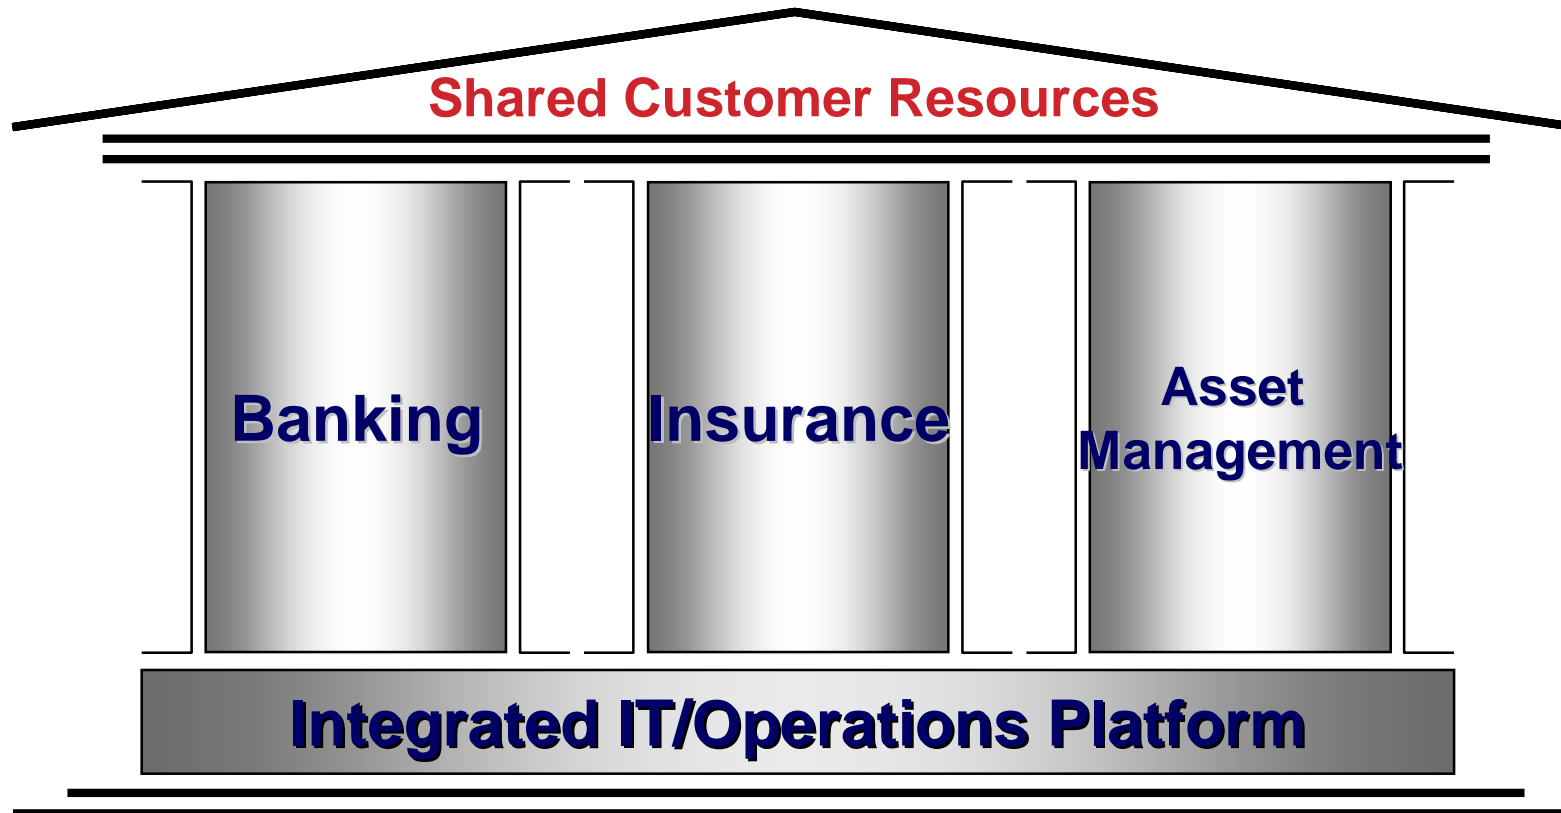 Shared Customer Resources
Banking
Insurance
Asset
Management
Integrated IT/Operations Platform